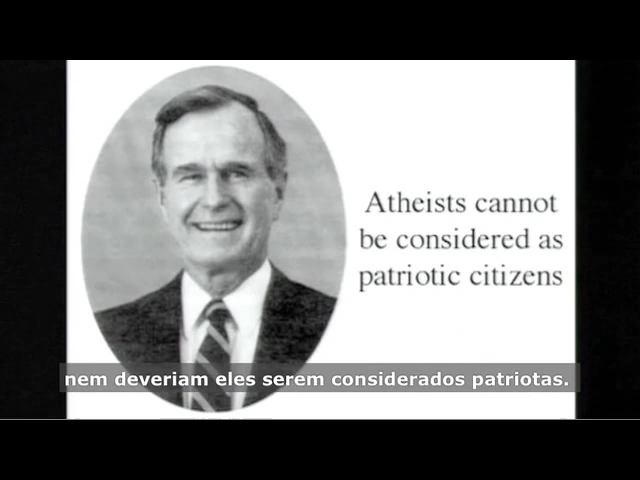 Atheists cannot
be considered as
patriotic citizens
nem deveriam eles serem considerados patriotas.